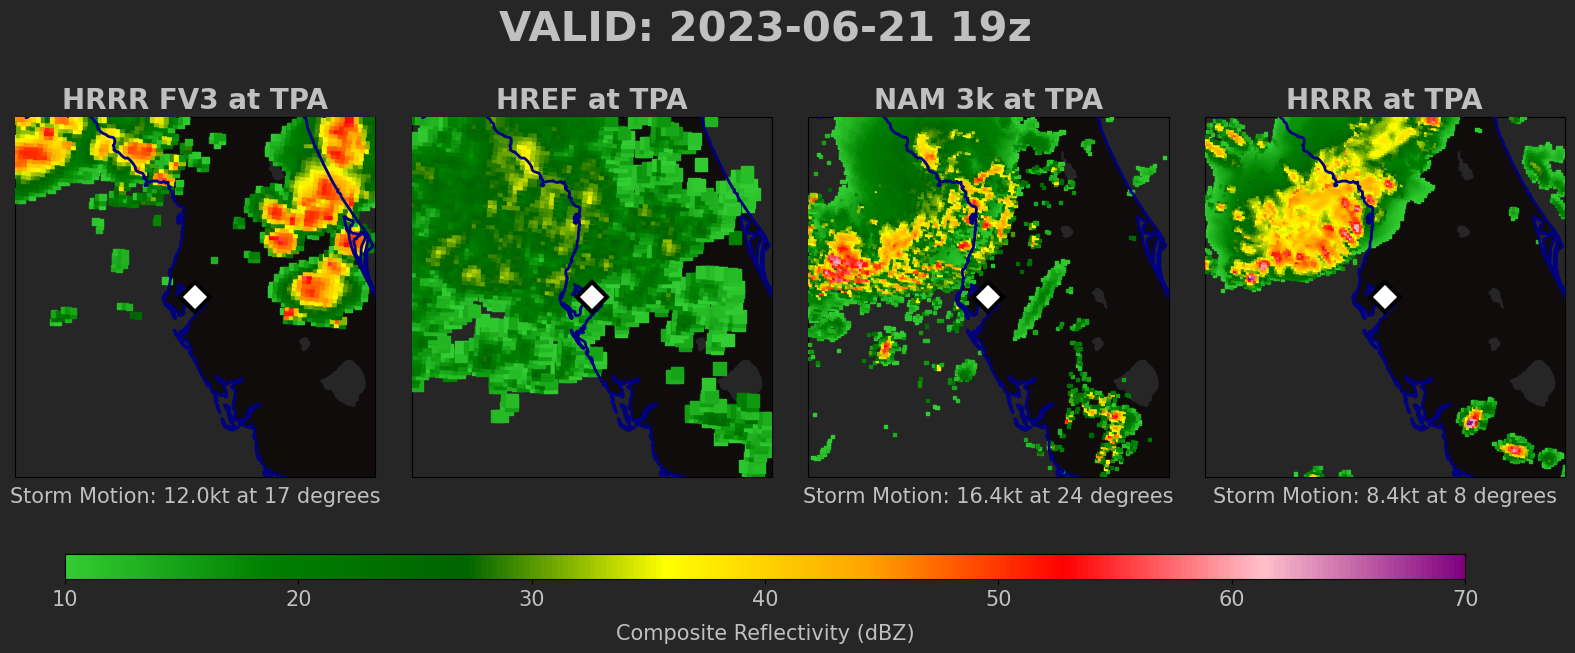 VALID: 2023-06-21 19z
HRRR FV3 at TPA
HREF at TPA
NAM 3k at TPA
HRRR at TPA
Storm Motion: 12.0kt at 17 degrees
Storm Motion: 16.4kt at 24 degrees
Storm Motion: 8.4kt at 8 degrees
10 20 30 40 50 60 70
Composite Reflectivity (dBZ)